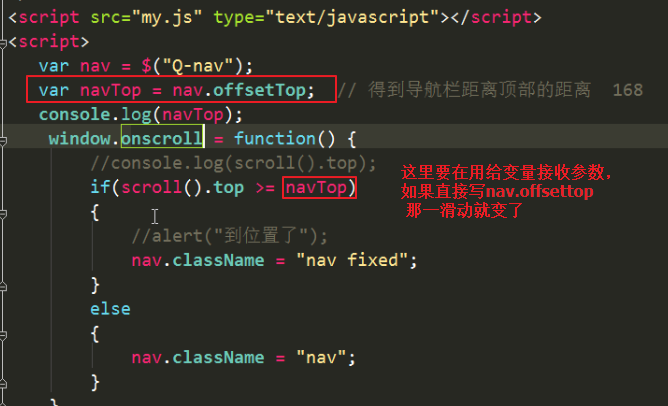 <script src="my.js" type="text/javascript"></script>
<script>
var nav = $("Q-nav");
var navTop = nav.offsetTop; // 得到导航栏距离顶部的距离 168
console.log(navTop);
window.onscroll = function() {
//console.log(scroll().top);
if(scroll().top >= navTop)
{
//alert("到位置了");
nav.className = "nav fixed";
}
else
{
nav.className = "nav";
}
}
这里要在用给变量接收参数，
如果直接写nav.offsettop
那一滑动就变了